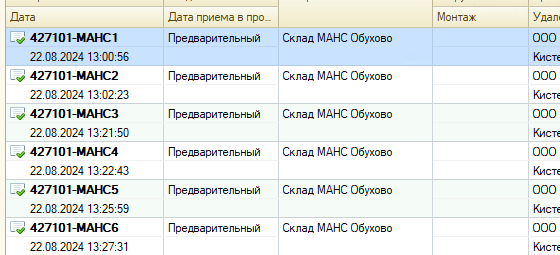 Дата Дата приема в про... Монтаж Удале
427101-МАНС1 Предварительный Склад МАНС Обухово ООО
22.08.2024 13:00:56 Кисте
427101-МАНС2 Предварительный Склад МАНС Обухово ООО
22.08.2024 13:02:23 Кисте
427101-МАНС3 Предварительный Склад МАНС Обухово ООО
22.08.2024 13:21:50 Кисте
427101-МАНС4 Предварительный Склад МАНС Обухово ООО
22.08.2024 13:22:43 Кисте
427101-МАНС5 Предварительный Склад МАНС Обухово ООО
22.08.2024 13:25:59 Кисте
427101-МАНС6 Предварительный Склад МАНС Обухово ООО
22.08.2024 13:27:31 Кисте